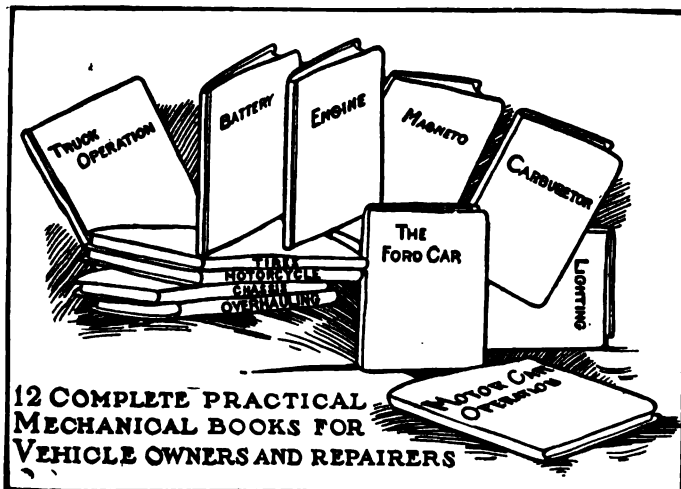 TRUCK
OPERATION
BATTERY
ENGINE
MAGNETO
CARBURETOR
THE
FORD CAR
TIRES
MOTORCYCLE
CHASSIS
OVERHAULING
LIGHTING
MOTOR CAR
OPERATION
12 COMPLETE PRACTICAL
MECHANICAL BOOKS FOR
VEHICLE OWNERS AND REPAIRERS